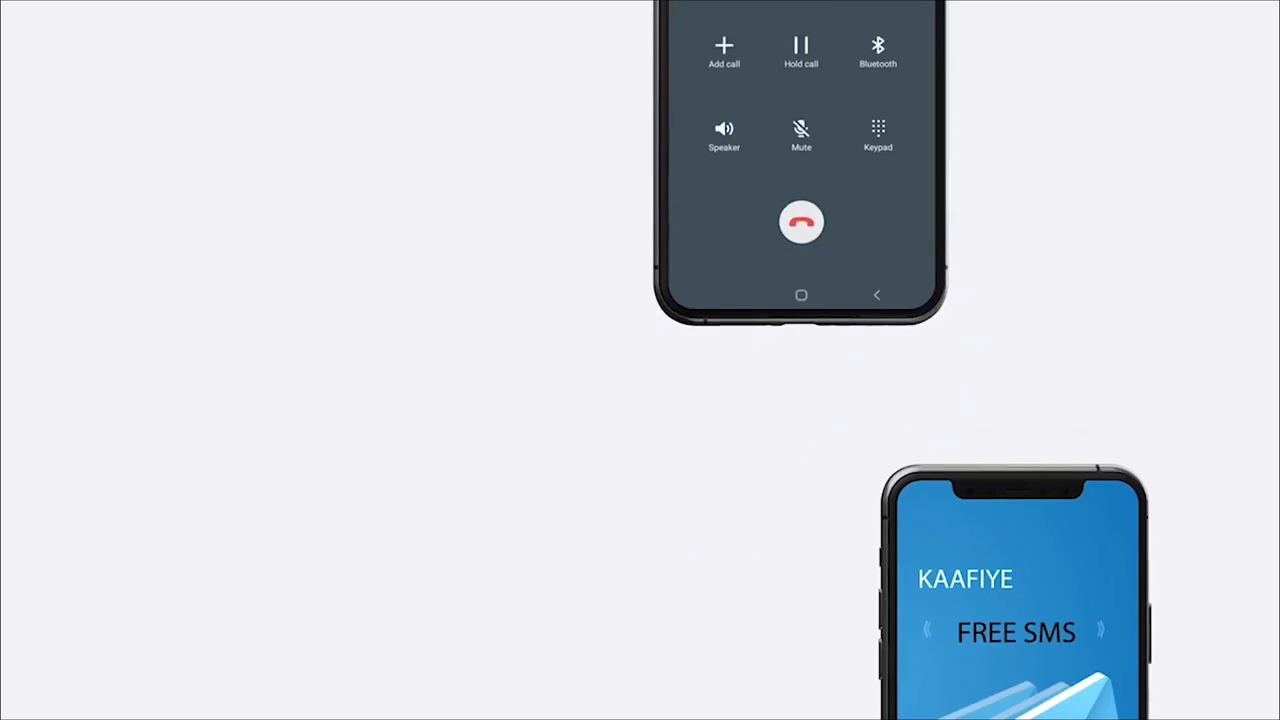 Add call
Hold call
Bluetooth
Speaker
Mute
Keypad
KAAFIYE
FREE SMS